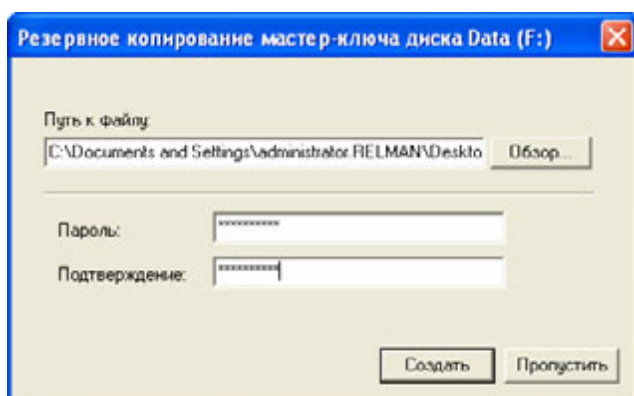 Резервное копирование мастер-ключа диска Data (F:)
Путь к файлу:
C:\Documents and Settings\administrator.RELMAN\Deskto
Обзор...
Пароль: **********
Подтверждение: **********
Создать Пропустить